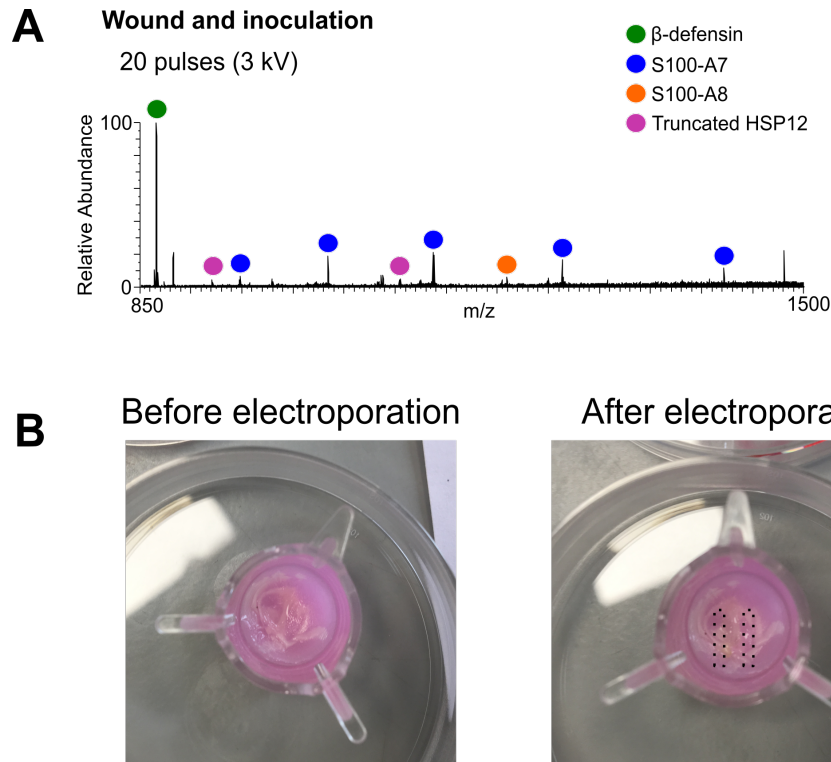 A
Wound and inoculation
20 pulses (3 kV)
β-defensin
S100-A7
S100-A8
Truncated HSP12
Relative Abundance
100
0
850
m/z
1500
B
Before electroporation
After electropora